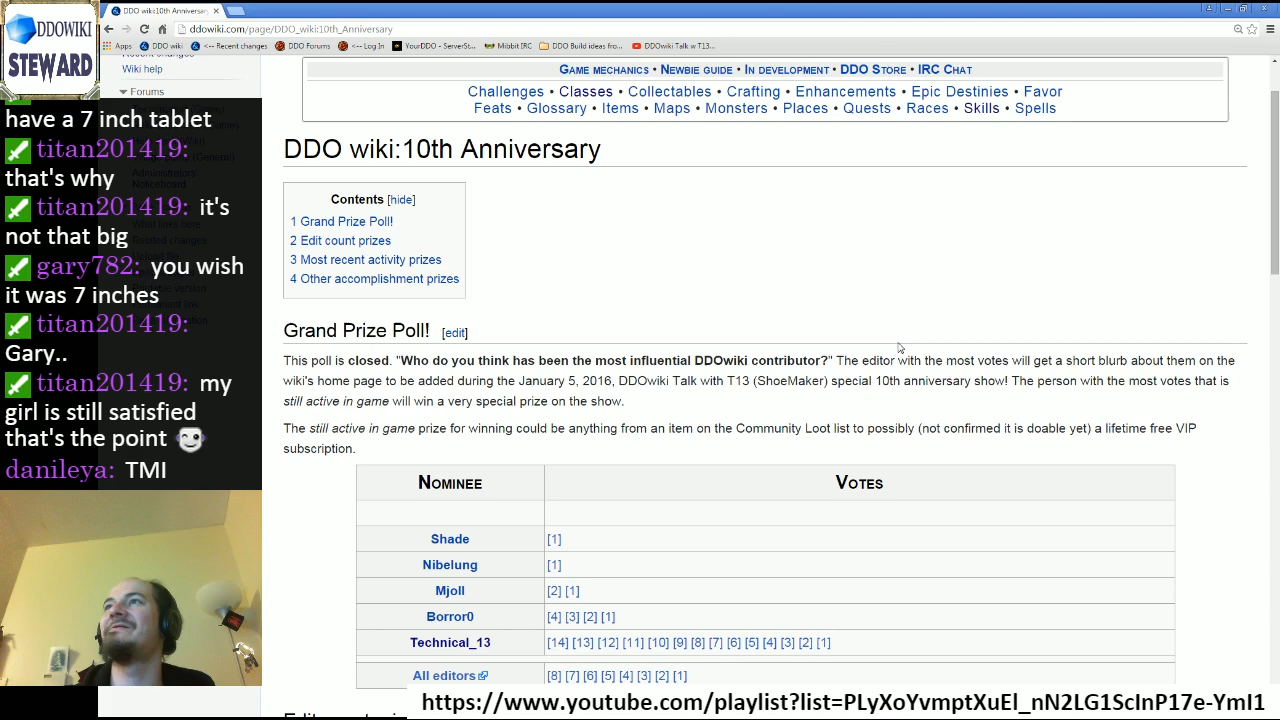 DDO wiki:10th Anniversary ×
ddowiki.com/page/DDO_wiki:10th_Anniversary
Apps DDO wiki <-- Recent changes DDO Forums <-- Log In YourDDO - ServerSt... Mibbit IRC DDO Build ideas fro... DDOwiki Talk w T13...
DDOWIKI
STEWARD
Wiki help
Forums
have a 7 inch tablet
titan201419:
that's why
titan201419: it's
not that big
gary782: you wish
it was 7 inches
titan201419:
Gary..
titan201419: my
girl is still satisfied
that's the point
danileya: TMI
Game mechanics • Newbie guide • In development • DDO Store • IRC Chat
Challenges • Classes • Collectables • Crafting • Enhancements • Epic Destinies • Favor
Feats • Glossary • Items • Maps • Monsters • Places • Quests • Races • Skills • Spells
DDO wiki:10th Anniversary
Contents [hide]
1 Grand Prize Poll!
2 Edit count prizes
3 Most recent activity prizes
4 Other accomplishment prizes
Grand Prize Poll! [edit]
This poll is closed. "Who do you think has been the most influential DDOwiki contributor?" The editor with the most votes will get a short blurb about them on the
wiki's home page to be added during the January 5, 2016, DDOwiki Talk with T13 (ShoeMaker) special 10th anniversary show! The person with the most votes that is
still active in game will win a very special prize on the show.
The still active in game prize for winning could be anything from an item on the Community Loot list to possibly (not confirmed it is doable yet) a lifetime free VIP
subscription.
Nominee Votes
Shade [1]
Nibelung [1]
Mjoll [2] [1]
Borror0 [4] [3] [2] [1]
Technical_13 [14] [13] [12] [11] [10] [9] [8] [7] [6] [5] [4] [3] [2] [1]
All editors [8] [7] [6] [5] [4] [3] [2] [1]
https://www.youtube.com/playlist?list=PLyXoYvmptXuEl_nN2LG1ScInP17e-YmI1